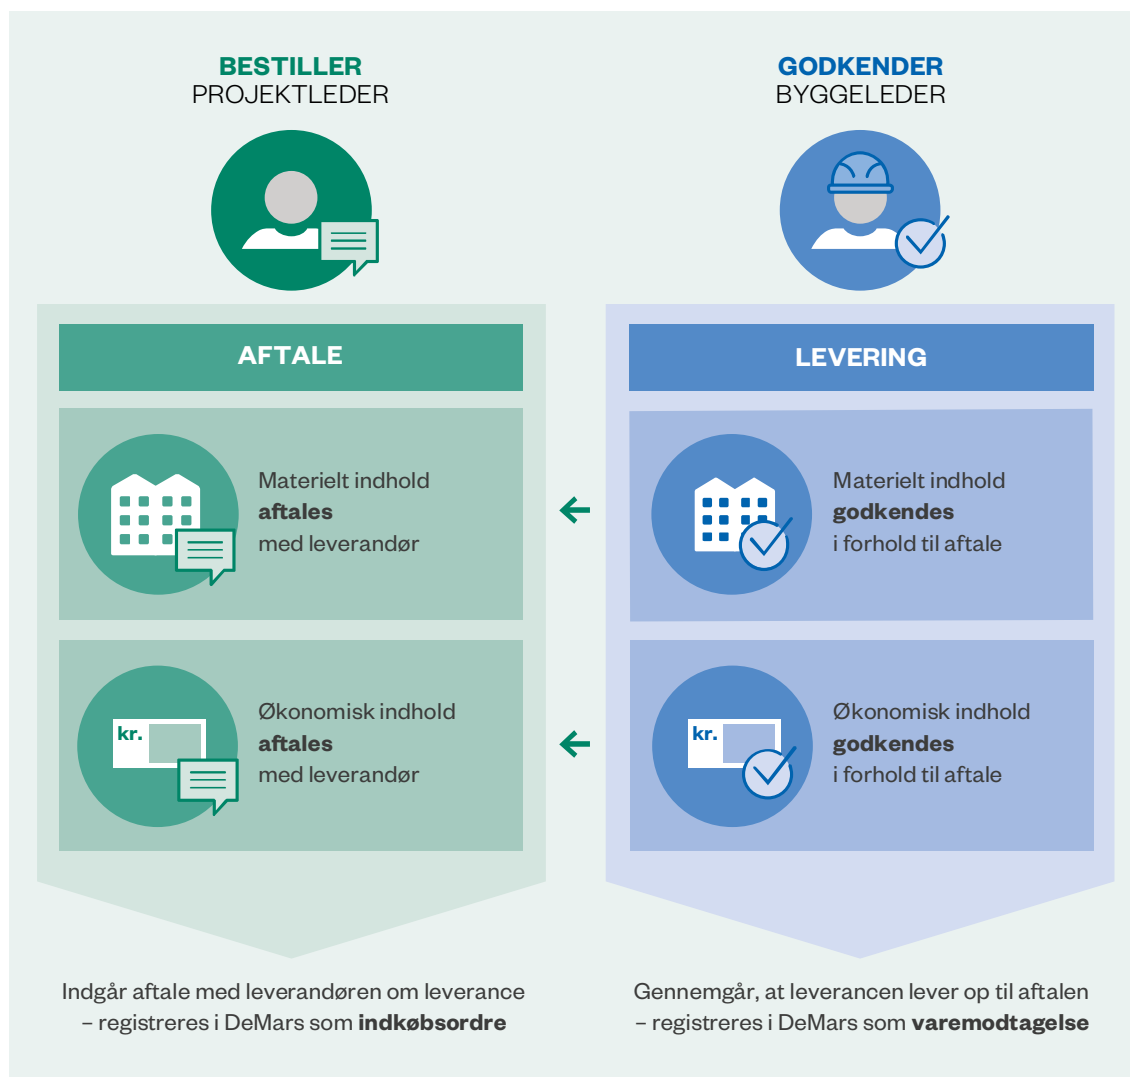 BESTILLER
PROJEKTLEDER
AFTALE
Materielt indhold
aftales
med leverandør
kr.
Økonomisk indhold
aftales
med leverandør
Indgår aftale med leverandøren om leverance
– registreres i DeMars som indkøbsordre
GODKENDER
BYGGELEDER
LEVERING
Materielt indhold
godkendes
i forhold til aftale
kr.
Økonomisk indhold
godkendes
i forhold til aftale
Gennemgår, at leverancen lever op til aftalen
– registreres i DeMars som varemodtagelse